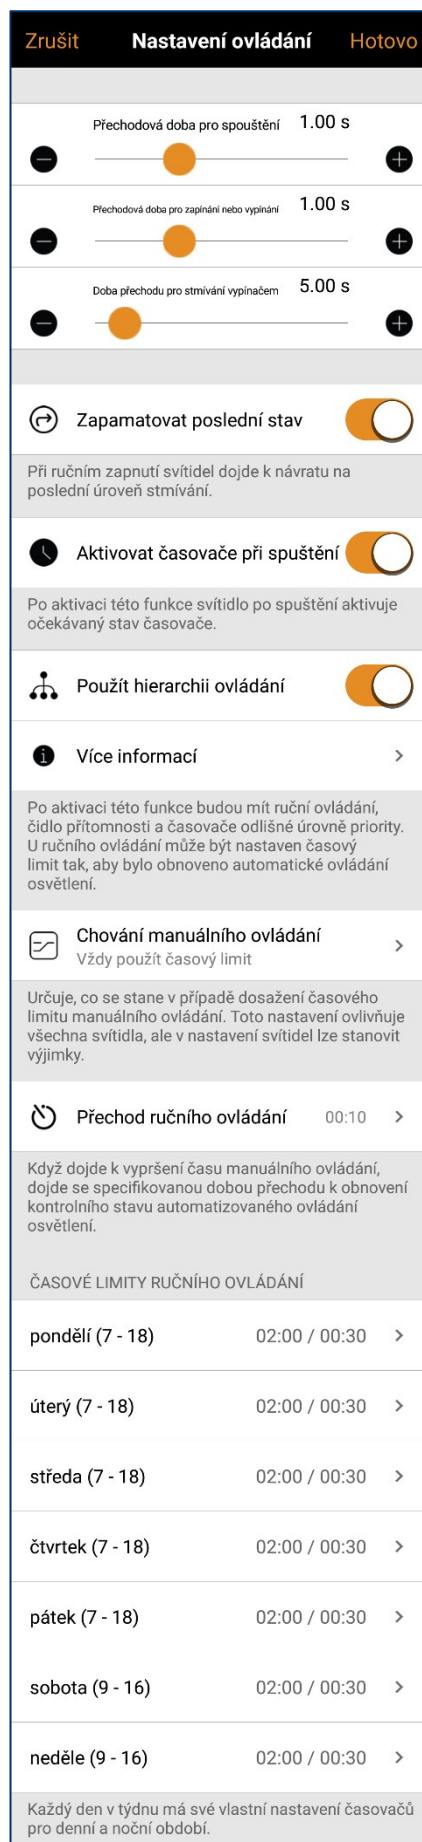 Zrušit Nastavení ovládání Hotovo
Přechodová doba pro spouštění 1.00 s
Přechodová doba pro zapínání nebo vypínání 1.00 s
Doba přechodu pro stmívání vypínačem 5.00 s
Zapamatovat poslední stav
Při ručním zapnutí svítidel dojde k návratu na
poslední úroveň stmívání.
Aktivovat časovače při spuštění
Po aktivaci této funkce svítidlo po spuštění aktivuje
očekávaný stav časovače.
Použít hierarchii ovládání
Více informací
Po aktivaci této funkce budou mít ruční ovládání,
čidlo přítomnosti a časovače odlišné úrovně priority.
U ručního ovládání může být nastaven časový
limit tak, aby bylo obnoveno automatické ovládání
osvětlení.
Chování manuálního ovládání
Vždy použít časový limit
Určuje, co se stane v případě dosažení časového
limitu manuálního ovládání. Toto nastavení ovlivňuje
všechna svítidla, ale v nastavení svítidel lze stanovit
výjimky.
Přechod ručního ovládání 00:10
Když dojde k vypršení času manuálního ovládání,
dojde se specifikovanou dobou přechodu k obnovení
kontrolního stavu automatizovaného ovládání
osvětlení.
ČASOVÉ LIMITY RUČNÍHO OVLÁDÁNÍ
pondělí (7 - 18) 02:00 / 00:30
úterý (7 - 18) 02:00 / 00:30
středa (7 - 18) 02:00 / 00:30
čtvrtek (7 - 18) 02:00 / 00:30
pátek (7 - 18) 02:00 / 00:30
sobota (9 - 16) 02:00 / 00:30
neděle (9 - 16) 02:00 / 00:30
Každý den v týdnu má své vlastní nastavení časovačů
pro denní a noční období.